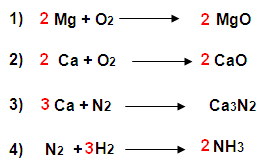 1) 2 Mg + O2 ⟶ 2 MgO
2) 2 Ca + O2 ⟶ 2 CaO
3) 3 Ca + N2 ⟶ Ca3N2
4) N2 +3H2 ⟶ 2 NH3